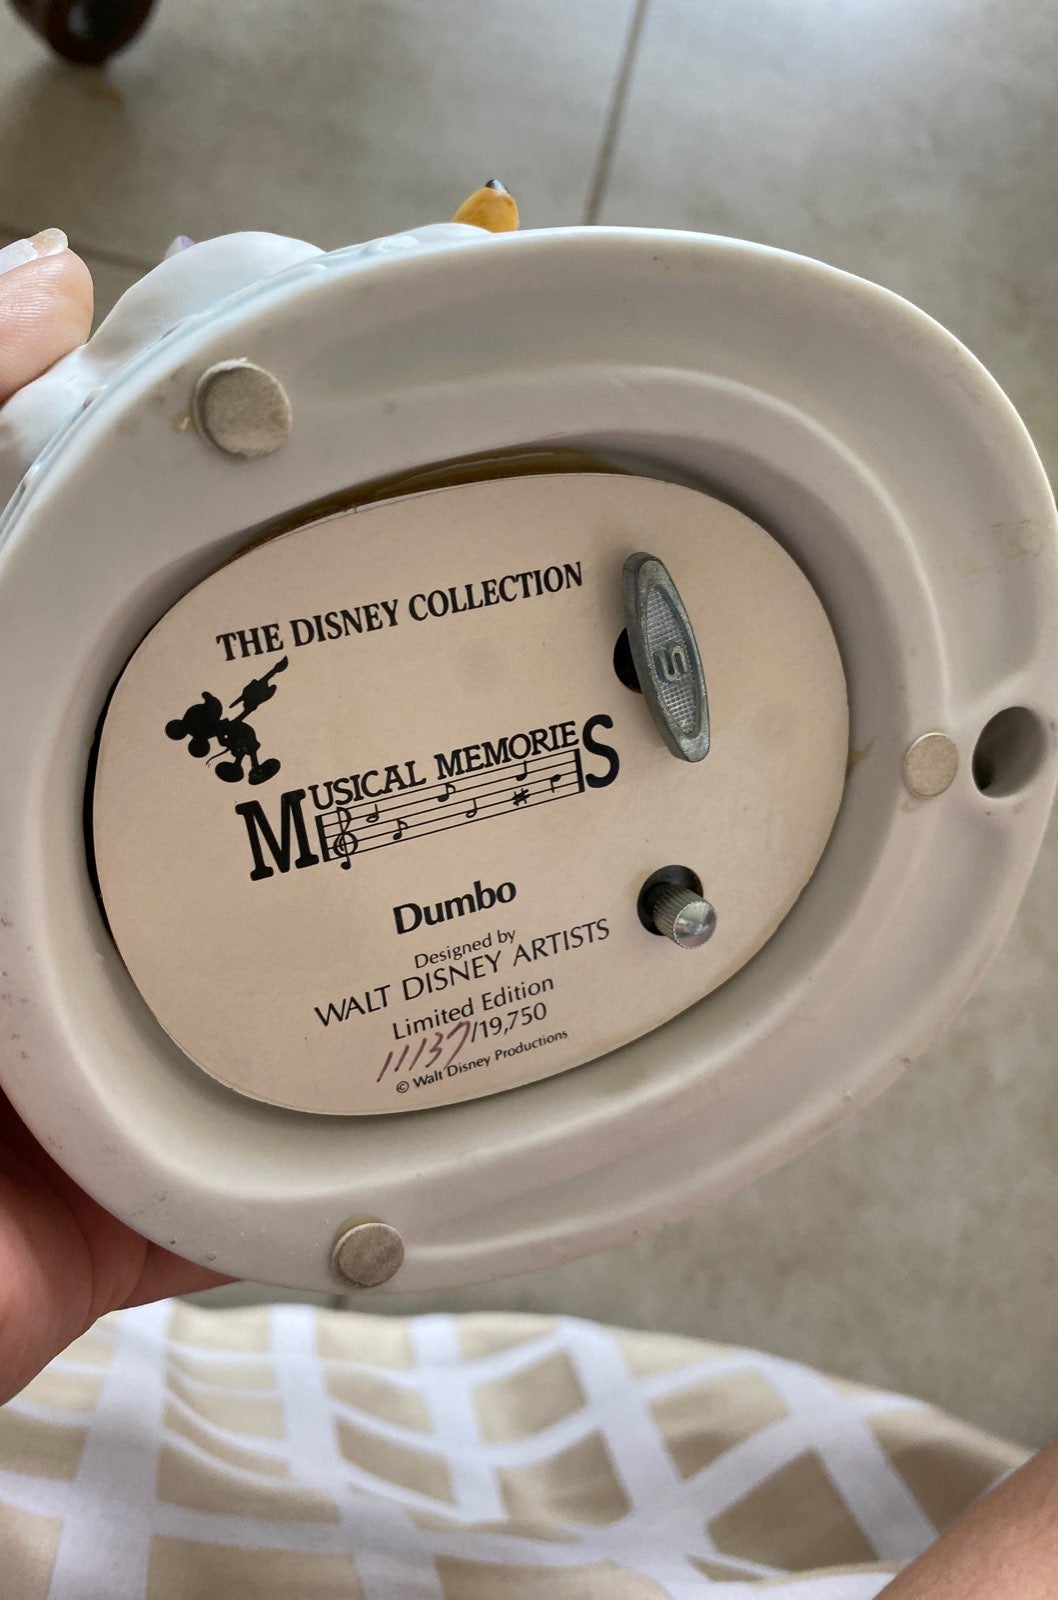 THE DISNEY COLLECTION
MUSICAL MEMORIES
Dumbo
Designed by
WALT DISNEY ARTISTS
Limited Edition
11137/19,750
© Walt Disney Productions
S